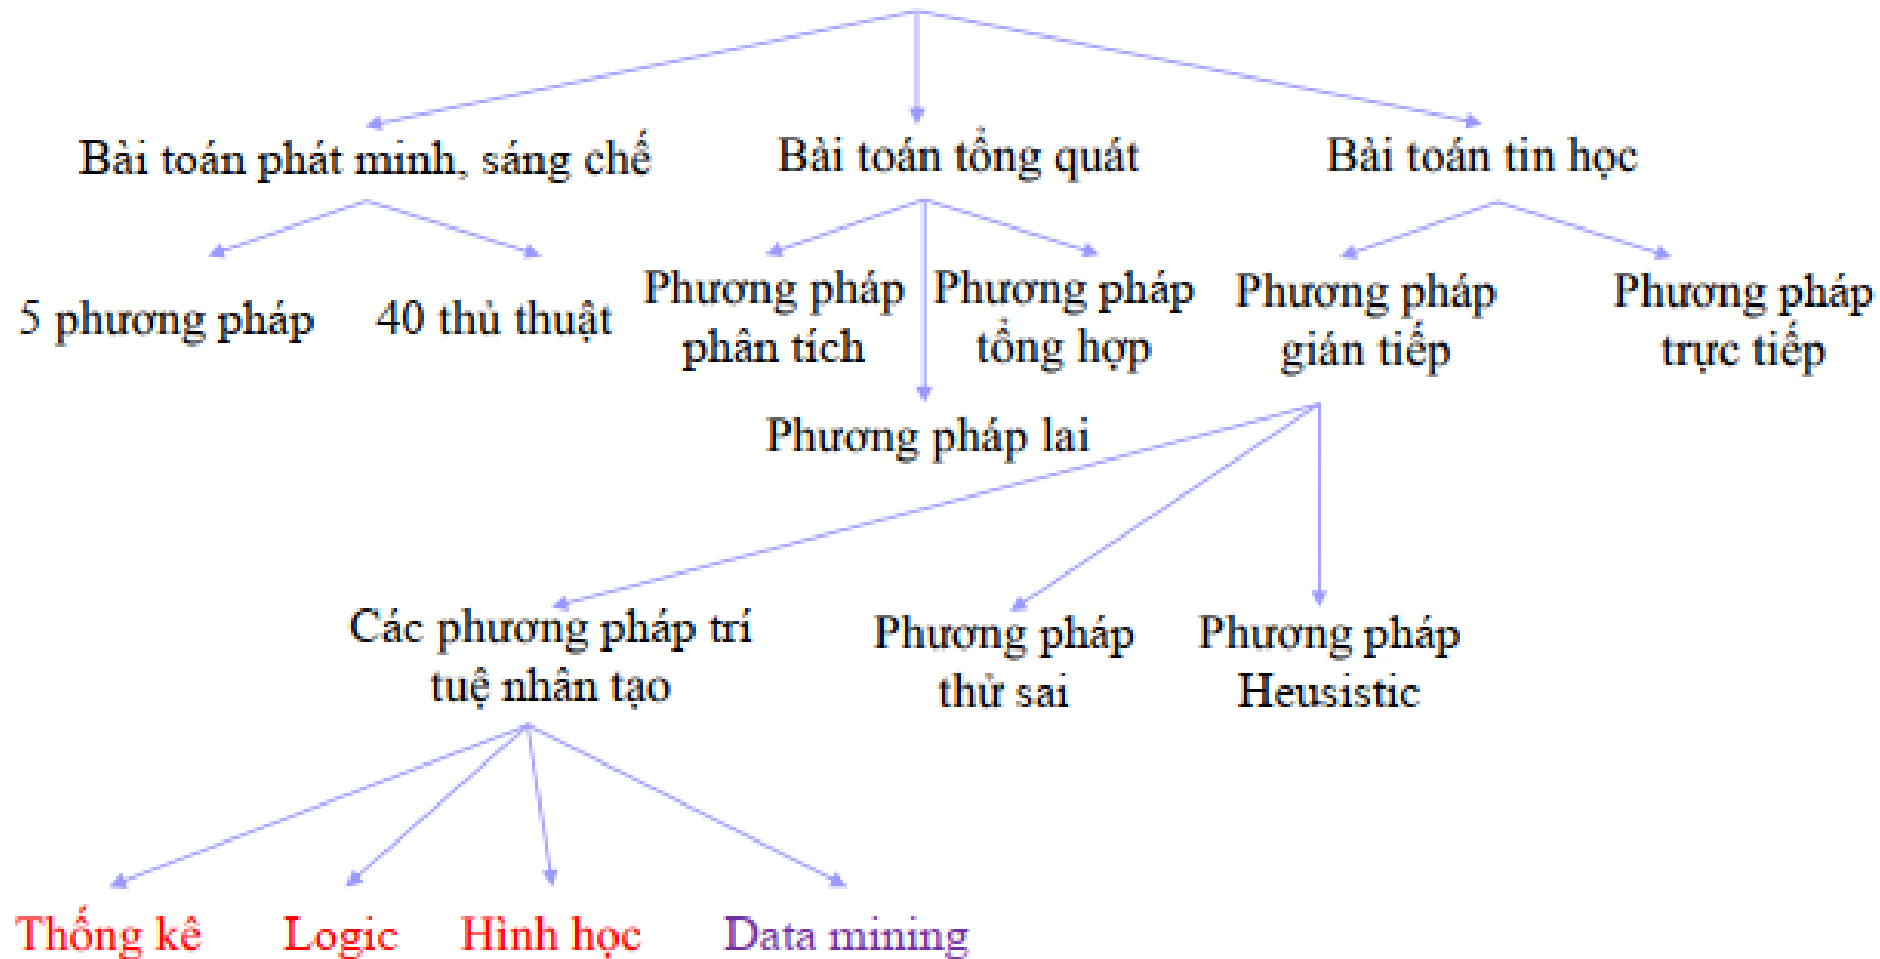 Bài toán phát minh, sáng chế
Bài toán tổng quát
Bài toán tin học
5 phương pháp
40 thủ thuật
Phương pháp
phân tích
Phương pháp
tổng hợp
Phương pháp
gián tiếp
Phương pháp
trực tiếp
Phương pháp lai
Các phương pháp trí
tuệ nhân tạo
Phương pháp
thử sai
Phương pháp
Heusistic
Thống kê
Logic
Hình học
Data mining